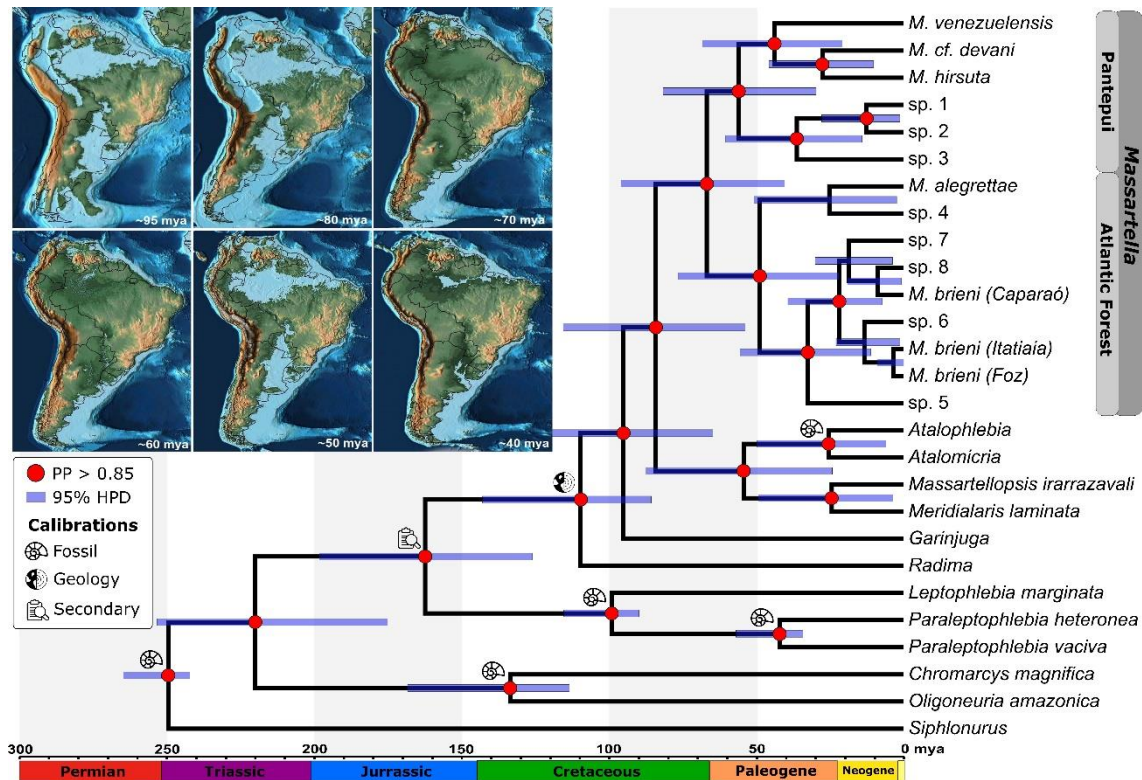 ~95 mya
~80 mya
~70 mya
~60 mya
~50 mya
~40 mya
PP > 0.85
95% HPD
Calibrations
Fossil
Geology
Secondary
M. venezuelensis
M. cf. devani
M. hirsuta
sp. 1
sp. 2
sp. 3
M. alegrettae
sp. 4
sp. 7
sp. 8
M. brieni (Caparaó)
sp. 6
M. brieni (Itatiaia)
M. brieni (Foz)
sp. 5
Atalophlebia
Atalomicria
Massartellopsis irarrazavali
Meridialaris laminata
Garinjuga
Radima
Leptophlebia marginata
Paraleptophlebia heteronea
Paraleptophlebia vaciva
Chromarcys magnifica
Oligoneuria amazonica
Siphlonurus
Pantepui
Atlantic Forest
Massartella
300 250 200 150 100 50 0 mya
Permian Triassic Jurrassic Cretaceous Paleogene Neogene